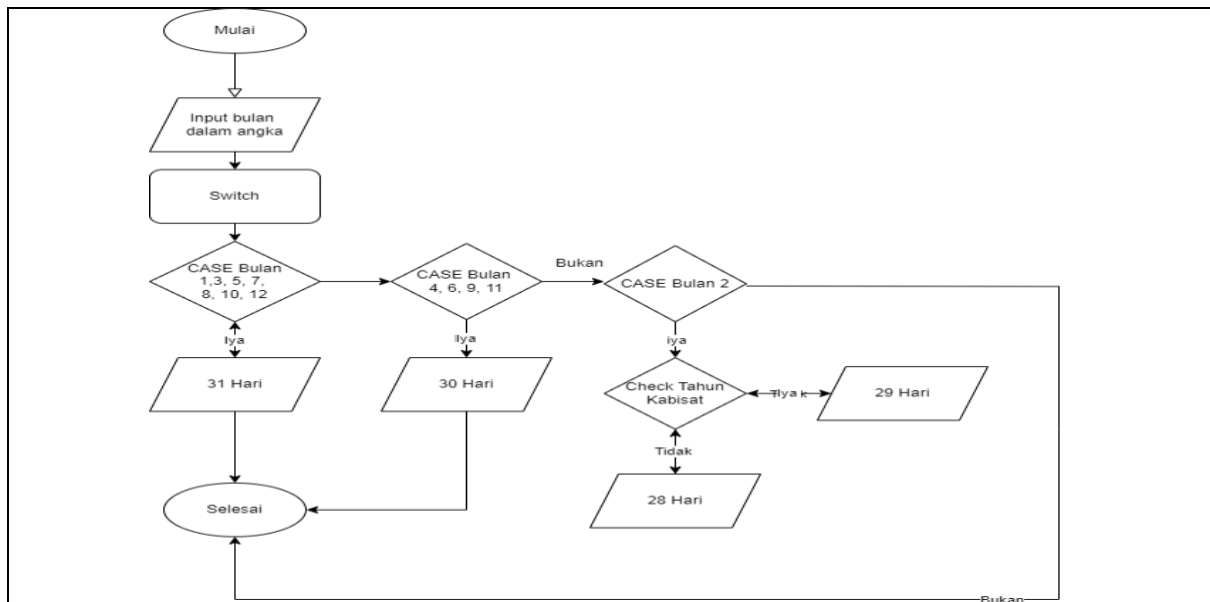 Mulai
Input bulan
dalam angka
Switch
CASE Bulan
1,3, 5, 7,
8, 10, 12
CASE Bulan
4, 6, 9, 11
Bukan
CASE Bulan 2
Iya
Iya
iya
31 Hari
30 Hari
Check Tahun
Kabisat
29 Hari
Tidak
28 Hari
Selesai
Bukan